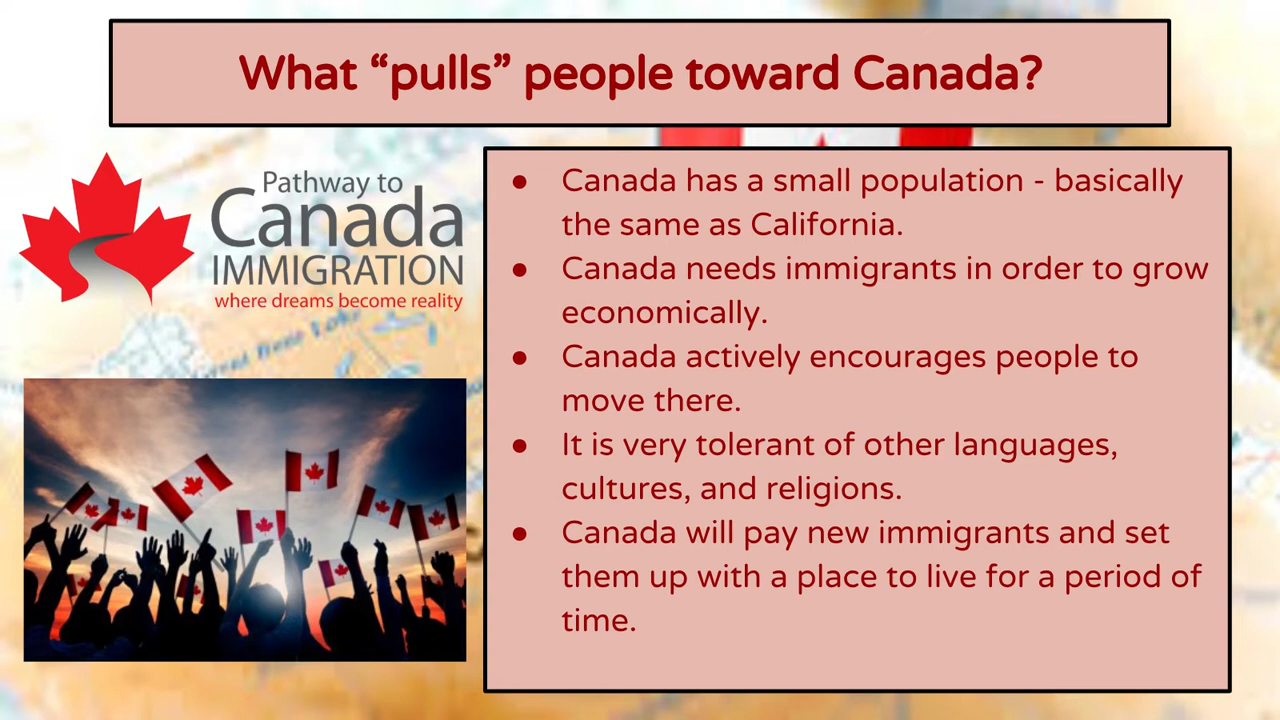 What “pulls” people toward Canada?
Pathway to
Canada
IMMIGRATION
where dreams become reality
● Canada has a small population - basically
the same as California.
● Canada needs immigrants in order to grow
economically.
● Canada actively encourages people to
move there.
● It is very tolerant of other languages,
cultures, and religions.
● Canada will pay new immigrants and set
them up with a place to live for a period of
time.